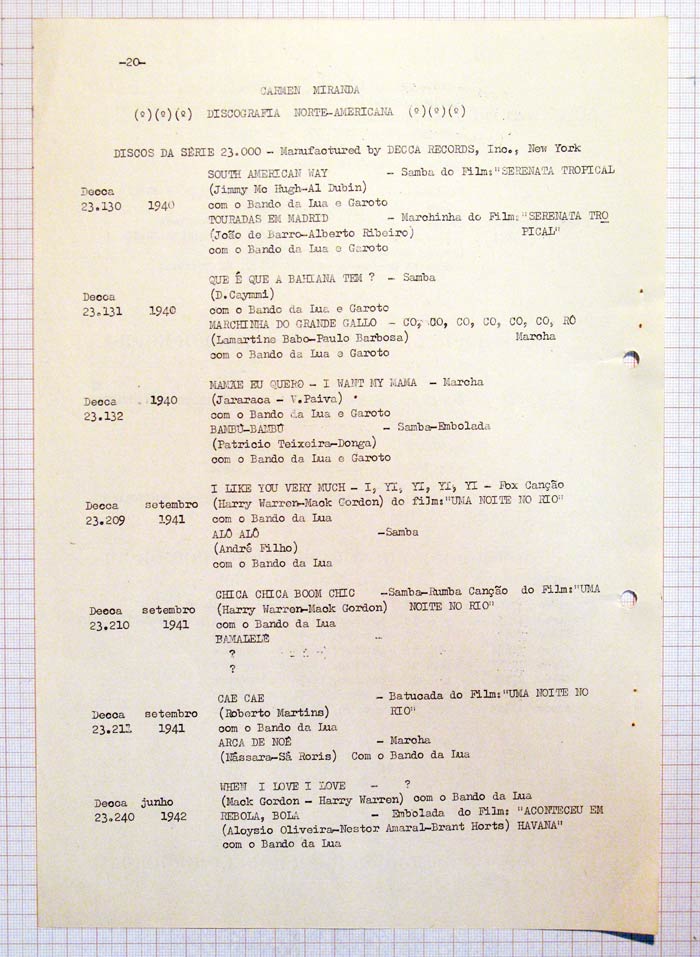 -20-
CARMEN MIRANDA
(º)(º)(º) DISCOGRAFIA NORTE-AMERICANA (º)(º)(º)
DISCOS DA SÉRIE 23.000 - Manufactured by DECCA RECORDS, Inc., New York
SOUTH AMERICAN WAY - Samba do Film:"SERENATA TROPICAL
Decca (Jimmy Mc Hugh-Al Dubin)
23.130 1940 com o Bando da Lua e Garoto
TOURADAS EM MADRID - Marchinha do Film:"SERENATA TRO
(João de Barro-Alberto Ribeiro) PICAL"
com o Bando da Lua e Garoto
QUE É QUE A BAHIANA TEM ? - Samba
Decca (D.Caymmi)
23.131 1940 com o Bando da Lua e Garoto
MARCHINHA DO GRANDE GALLO - CO, CO, CO, CO, CO, CO, RÓ
(Lamartine Babo-Paulo Barbosa) Marcha
com o Bando da Lua e Garoto
MAMÃE EU QUERO - I WANT MY MAMA - Marcha
Decca 1940 (Jararaca - V.Paiva)
23.132 com o Bando da Lua e Garoto
BAMBÚ-BAMBÚ - Samba-Embolada
(Patricio Teixeira-Donga)
com o Bando da Lua e Garoto
I LIKE YOU VERY MUCH - I, YI, YI, YI, YI - Fox Canção
Decca setembro (Harry Warren-Mack Gordon) do film:"UMA NOITE NO RIO"
23.209 1941 com o Bando da Lua
ALÔ ALÔ -Samba
(André Filho)
com o Bando da Lua
CHICA CHICA BOOM CHIC -Samba-Rumba Canção do Film:"UMA
Decca setembro (Harry Warren-Mack Gordon) NOITE NO RIO"
23.210 1941 com o Bando da Lua
BAMALELÊ -
?
?
CAE CAE - Batucada do Film:"UMA NOITE NO
Decca setembro (Roberto Martins) RIO"
23.211 1941 com o Bando da Lua
ARCA DE NOÉ - Marcha
(Nássara-Sá Roris) Com o Bando da Lua
WHEN I LOVE I LOVE - ?
Decca junho (Mack Gordon - Harry Warren) com o Bando da Lua
23.240 1942 REBOLA, BOLA - Embolada do Film: "ACONTECEU EM
(Aloysio Oliveira-Nestor Amaral-Brant Horts) HAVANA"
com o Bando da Lua